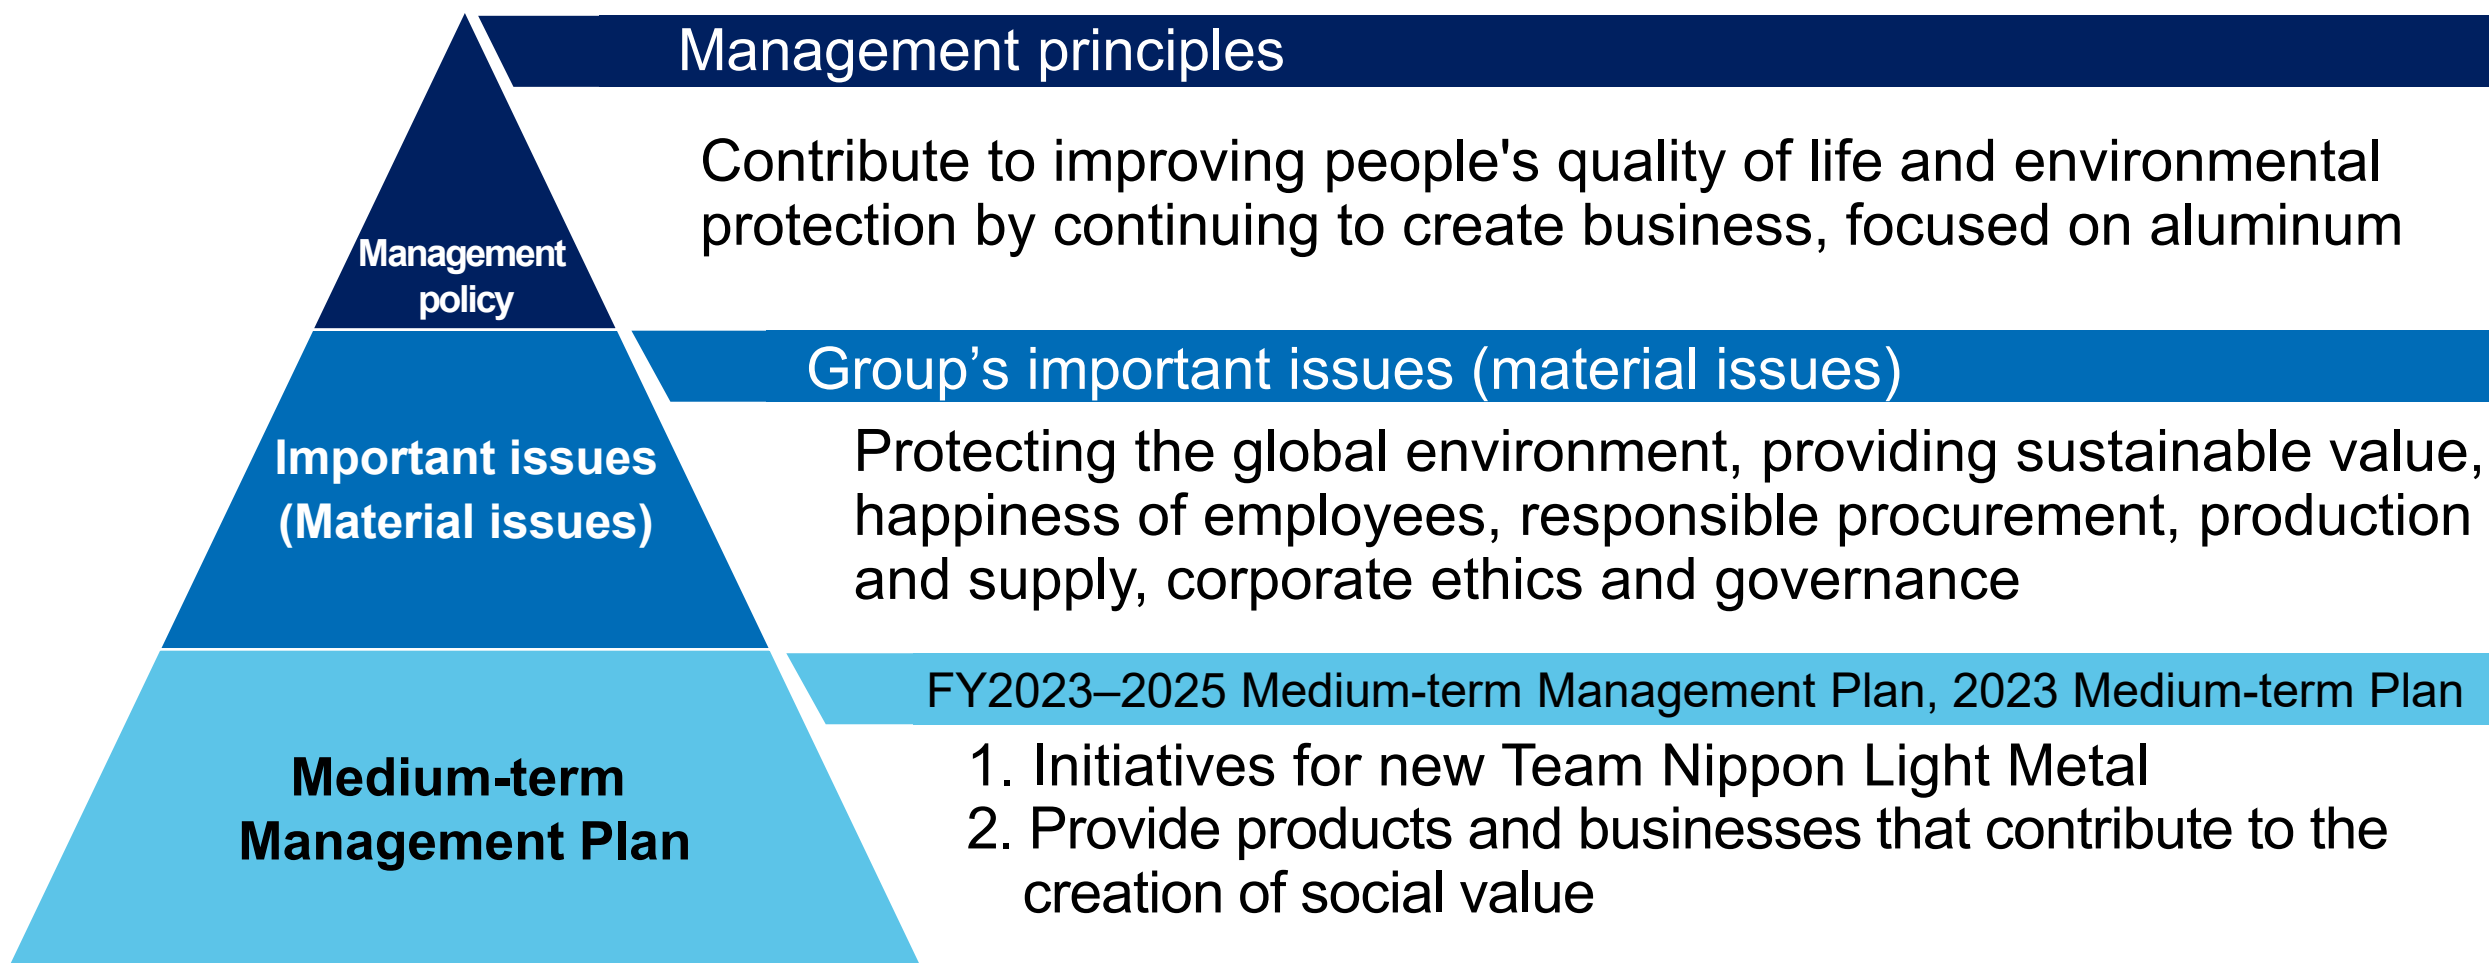 Management principles
Contribute to improving people's quality of life and environmental
protection by continuing to create business, focused on aluminum
Management
policy
Group’s important issues (material issues)
Protecting the global environment, providing sustainable value,
happiness of employees, responsible procurement, production
and supply, corporate ethics and governance
Important issues
(Material issues)
FY2023–2025 Medium-term Management Plan, 2023 Medium-term Plan
1. Initiatives for new Team Nippon Light Metal
2. Provide products and businesses that contribute to the
creation of social value
Medium-term
Management Plan